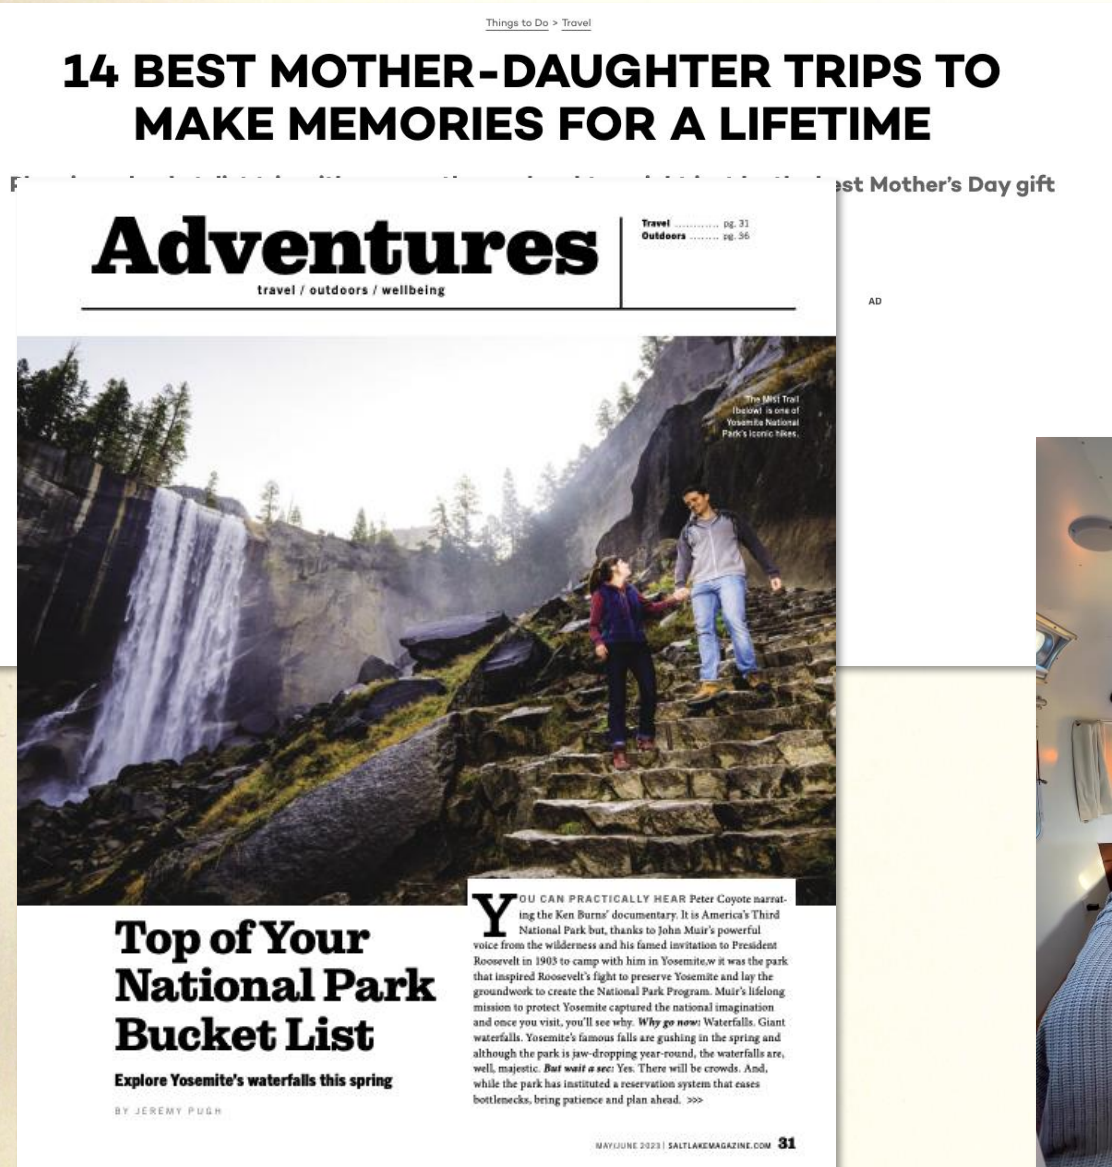 Things to Do > Travel
14 BEST MOTHER-DAUGHTER TRIPS TO
MAKE MEMORIES FOR A LIFETIME
est Mother's Day gift
AD
Adventures
travel / outdoors / wellbeing
Travel ............ pg. 31
Outdoors ........ pg. 36
The Mist Trail
(below) is one of
Yosemite National
Park's iconic hikes.
Top of Your
National Park
Bucket List
Explore Yosemite's waterfalls this spring
BY JEREMY PUGH
YOU CAN PRACTICALLY HEAR Peter Coyote narrat-
ing the Ken Burns' documentary. It is America's Third
National Park but, thanks to John Muir's powerful
voice from the wilderness and his famed invitation to President
Roosevelt in 1903 to camp with him in Yosemite,w it was the park
that inspired Roosevelt's fight to preserve Yosemite and lay the
groundwork to create the National Park Program. Muir's lifelong
mission to protect Yosemite captured the national imagination
and once you visit, you'll see why. Why go now: Waterfalls. Giant
waterfalls. Yosemite's famous falls are gushing in the spring and
although the park is jaw-dropping year-round, the waterfalls are,
well, majestic. But wait a sec: Yes. There will be crowds. And,
while the park has instituted a reservation system that eases
bottlenecks, bring patience and plan ahead. >>>
MAY/JUNE 2023 | SALTLAKEMAGAZINE.COM 31